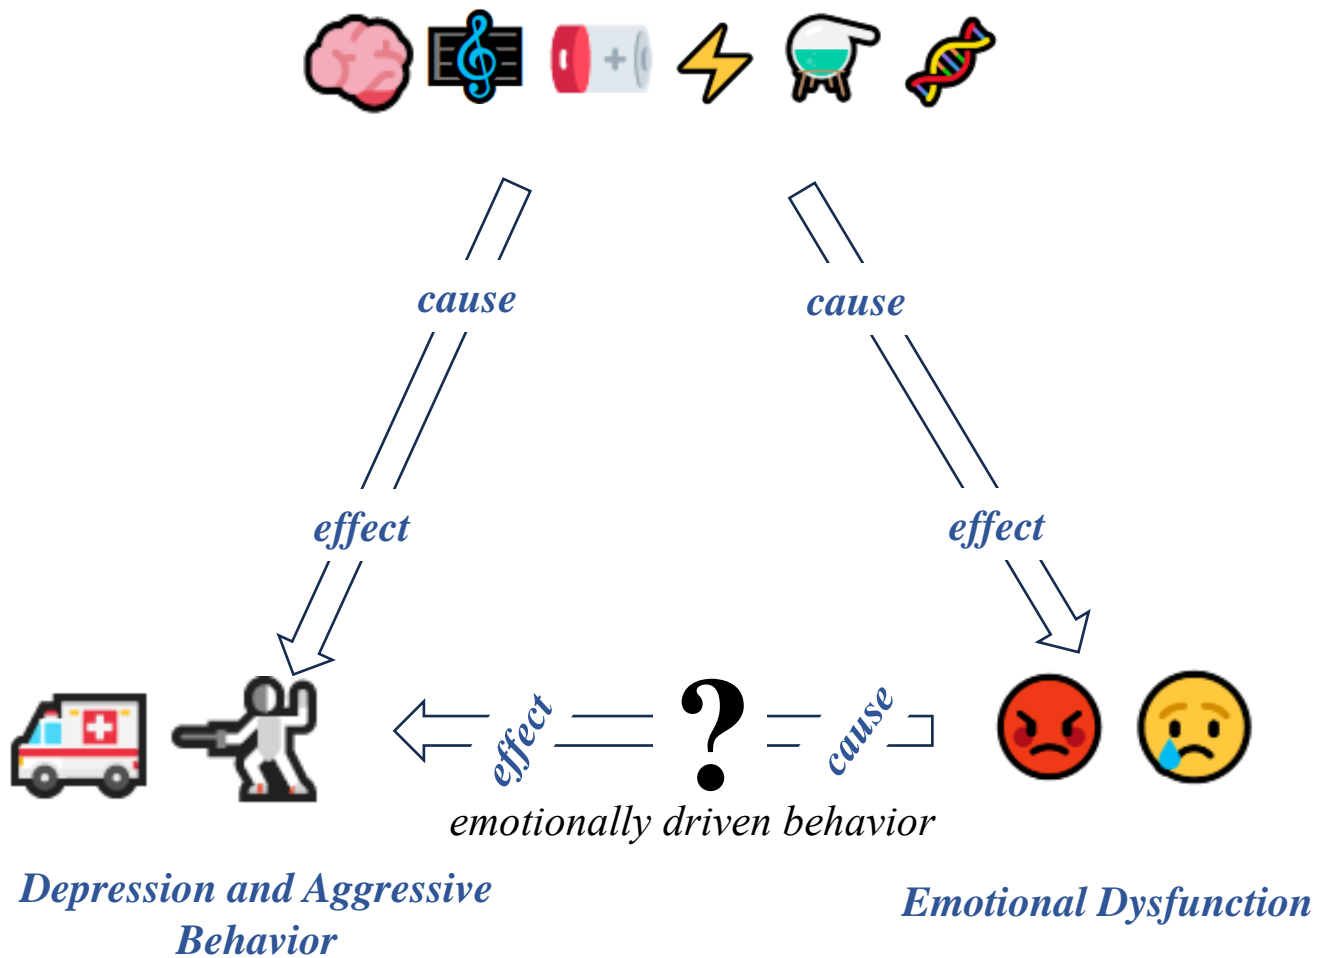 cause
cause
effect
effect
effect
?
cause
emotionally driven behavior
Depression and Aggressive
Behavior
Emotional Dysfunction